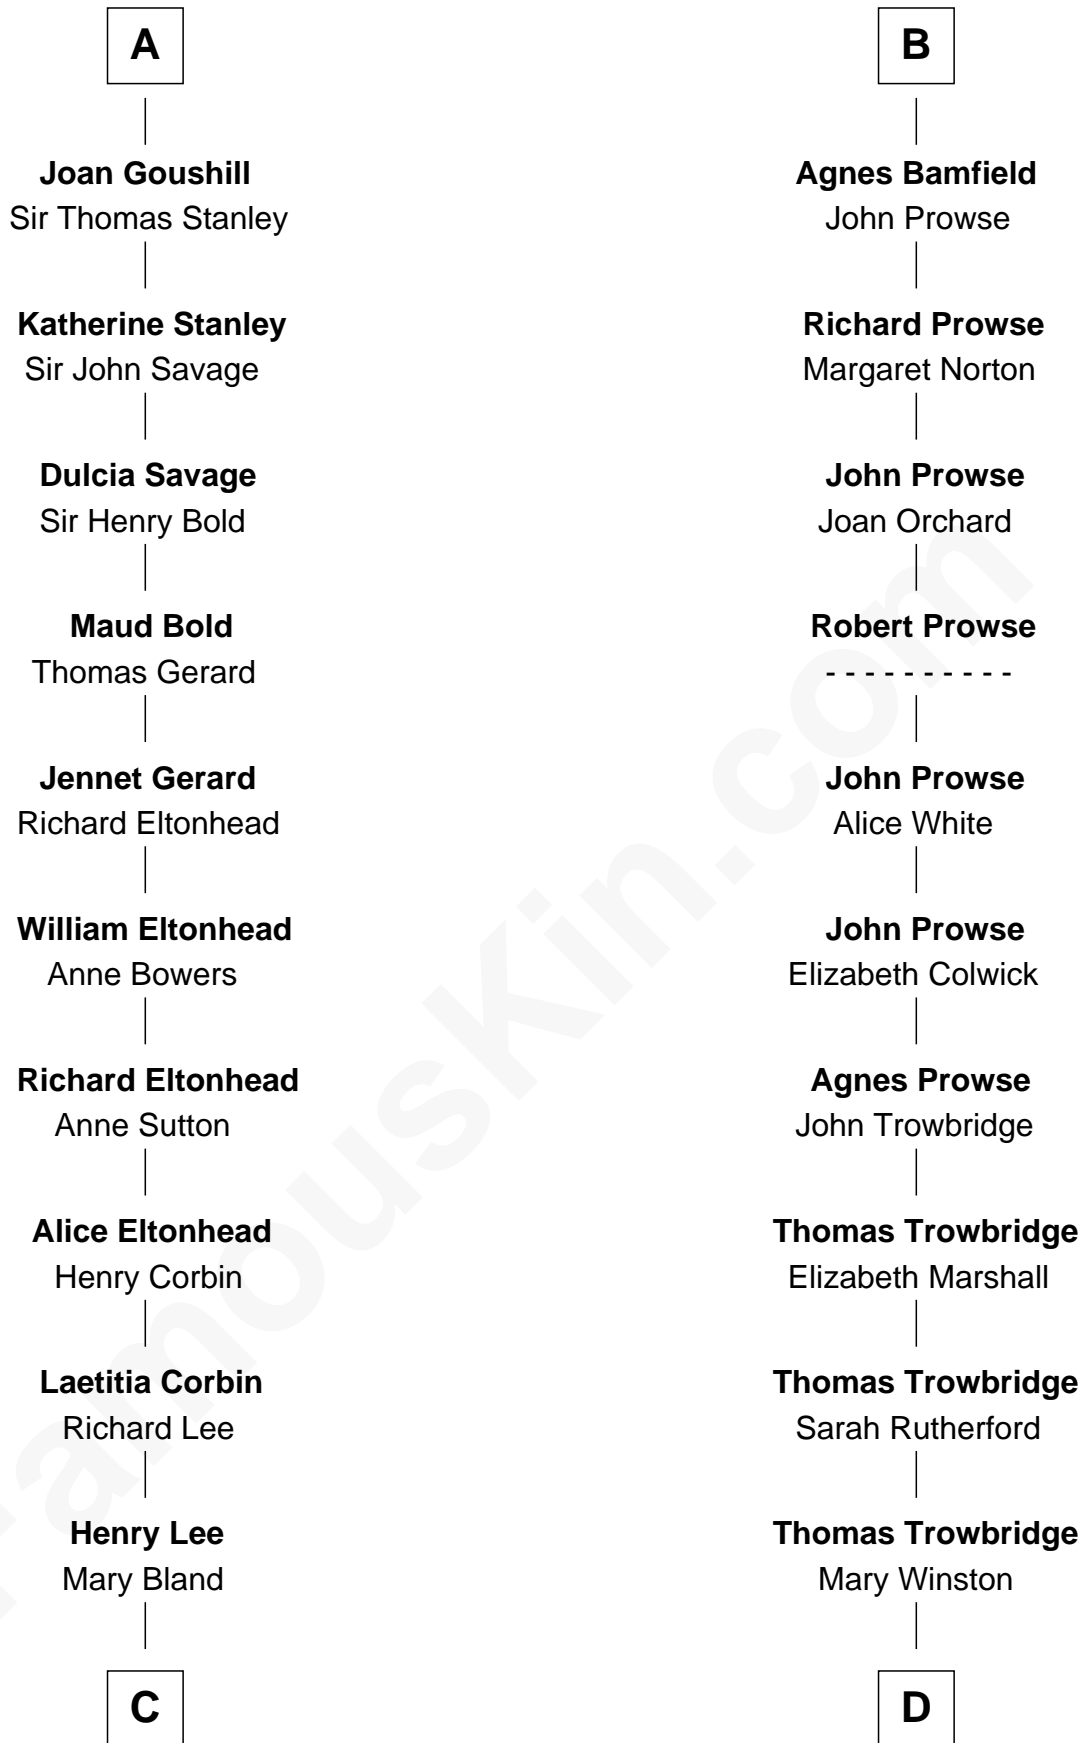 A
Joan Goushill
Sir Thomas Stanley
Katherine Stanley
Sir John Savage
Dulcia Savage
Sir Henry Bold
Maud Bold
Thomas Gerard
Jennet Gerard
Richard Eltonhead
William Eltonhead
Anne Bowers
Richard Eltonhead
Anne Sutton
Alice Eltonhead
Henry Corbin
Laetitia Corbin
Richard Lee
Henry Lee
Mary Bland
C
B
Agnes Bamfield
John Prowse
Richard Prowse
Margaret Norton
John Prowse
Joan Orchard
Robert Prowse
- - - - - - - - - -
John Prowse
Alice White
John Prowse
Elizabeth Colwick
Agnes Prowse
John Trowbridge
Thomas Trowbridge
Elizabeth Marshall
Thomas Trowbridge
Sarah Rutherford
Thomas Trowbridge
Mary Winston
D
FamousKin.com